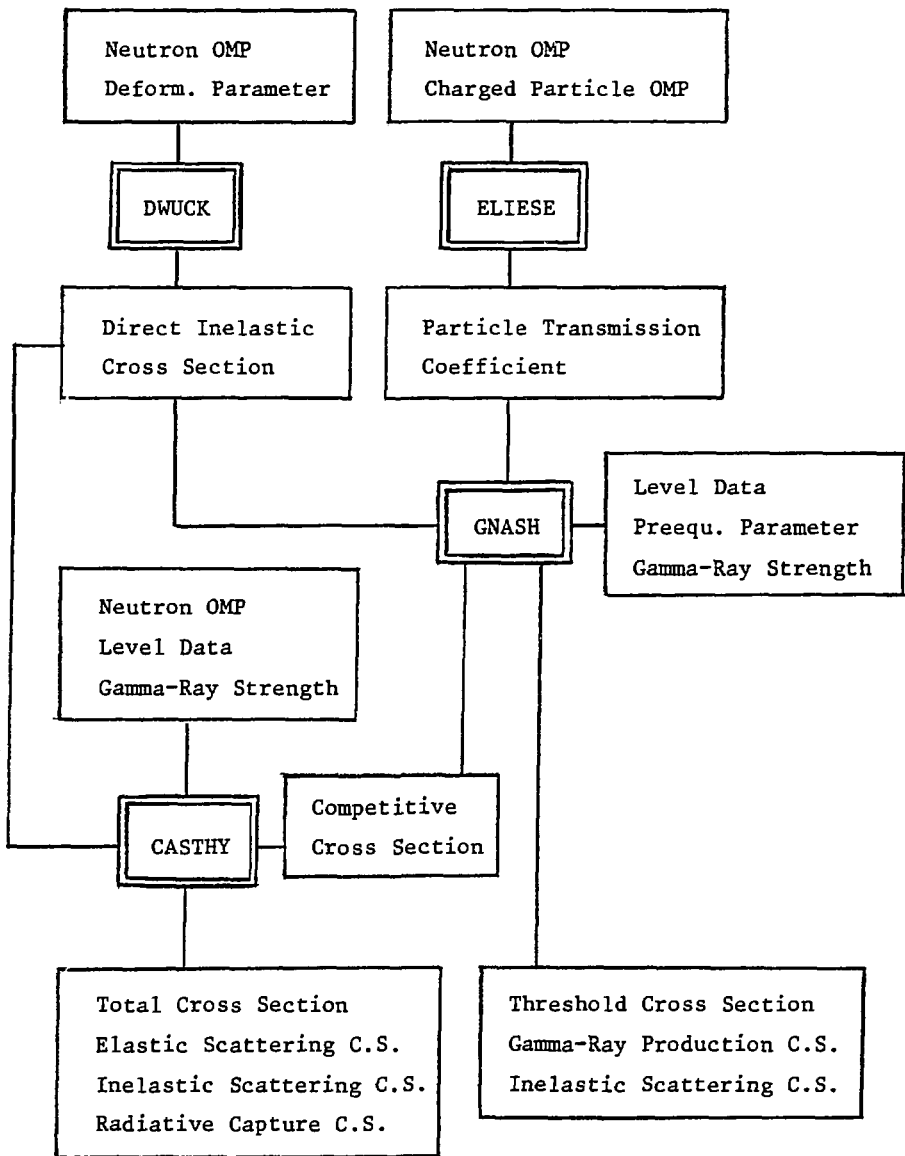 Neutron OMP
Deform. Parameter
Neutron OMP
Charged Particle OMP
DWUCK
ELIESE
Direct Inelastic
Cross Section
Particle Transmission
Coefficient
GNASH
Level Data
Preequ. Parameter
Gamma-Ray Strength
Neutron OMP
Level Data
Gamma-Ray Strength
CASTHY
Competitive
Cross Section
Total Cross Section
Elastic Scattering C.S.
Inelastic Scattering C.S.
Radiative Capture C.S.
Threshold Cross Section
Gamma-Ray Production C.S.
Inelastic Scattering C.S.